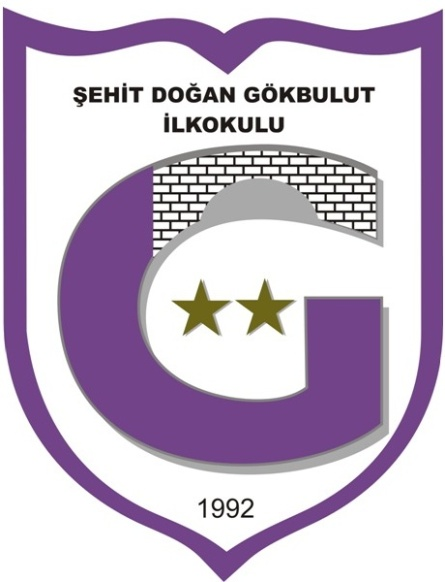 ŞEHİT DOĞAN GÖKBULUT
İLKOKULU
G
1992